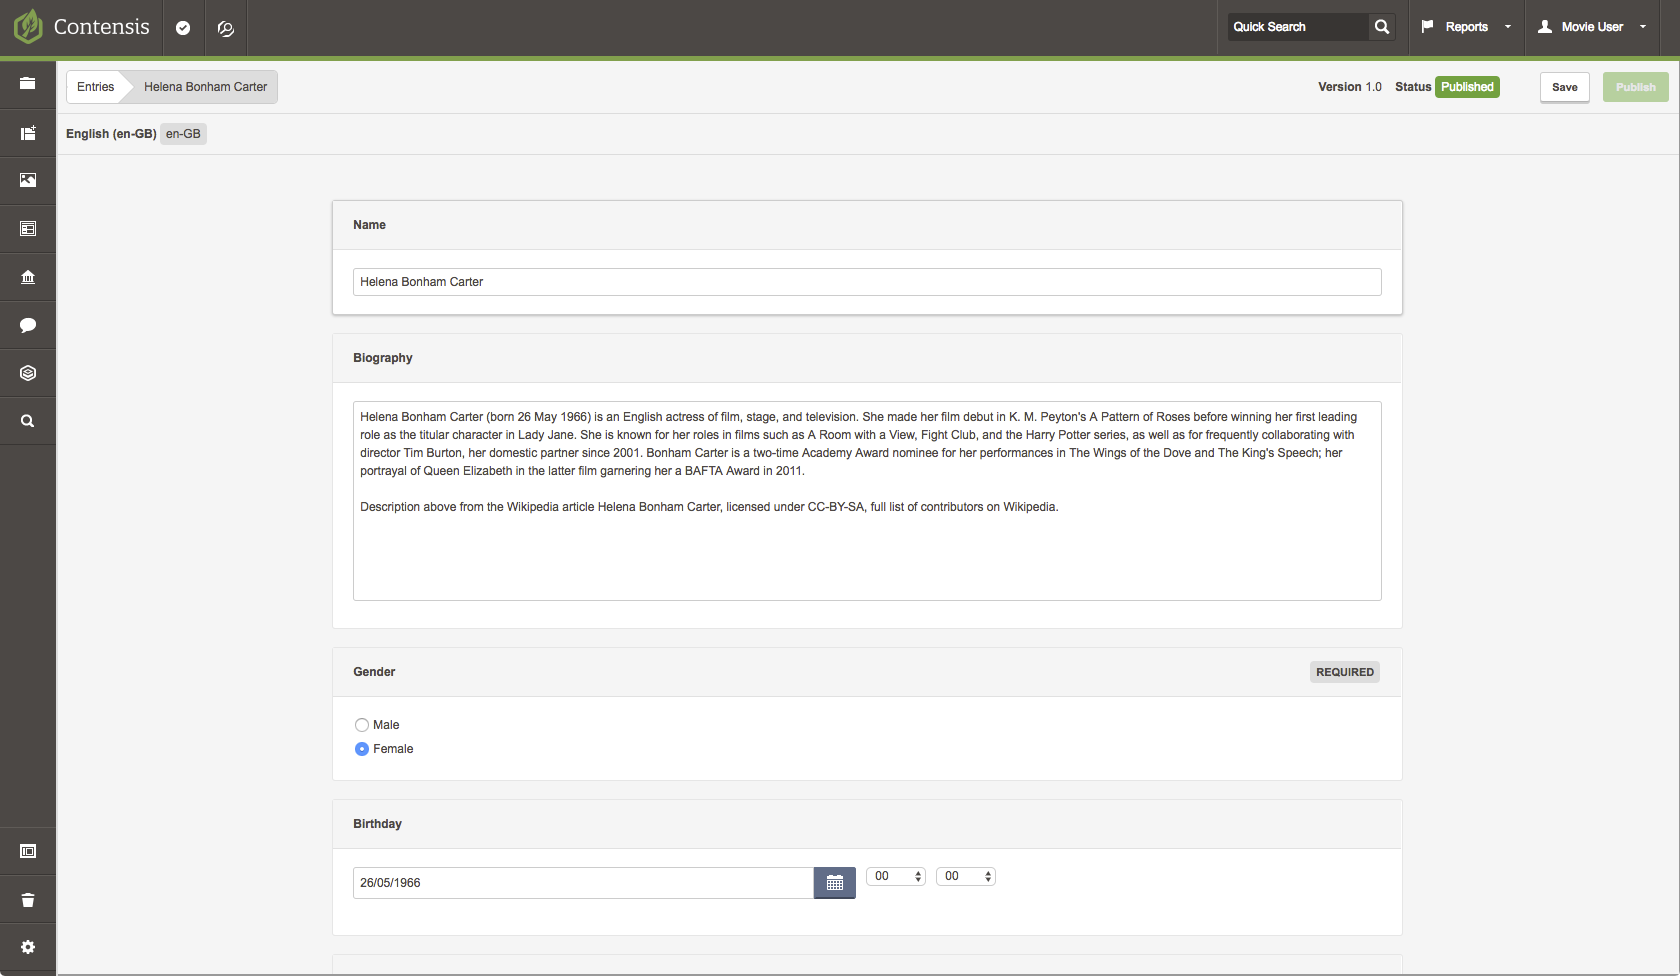 Contensis
Quick Search
Reports
Movie User
Entries
Helena Bonham Carter
Version 1.0
Status Published
Save
Publish
English (en-GB) en-GB
Name
Helena Bonham Carter
Biography
Helena Bonham Carter (born 26 May 1966) is an English actress of film, stage, and television. She made her film debut in K. M. Peyton's A Pattern of Roses before winning her first leading
role as the titular character in Lady Jane. She is known for her roles in films such as A Room with a View, Fight Club, and the Harry Potter series, as well as for frequently collaborating with
director Tim Burton, her domestic partner since 2001. Bonham Carter is a two-time Academy Award nominee for her performances in The Wings of the Dove and The King's Speech; her
portrayal of Queen Elizabeth in the latter film garnering her a BAFTA Award in 2011.
Description above from the Wikipedia article Helena Bonham Carter, licensed under CC-BY-SA, full list of contributors on Wikipedia.
Gender
REQUIRED
Male
Female
Birthday
26/05/1966
00
00